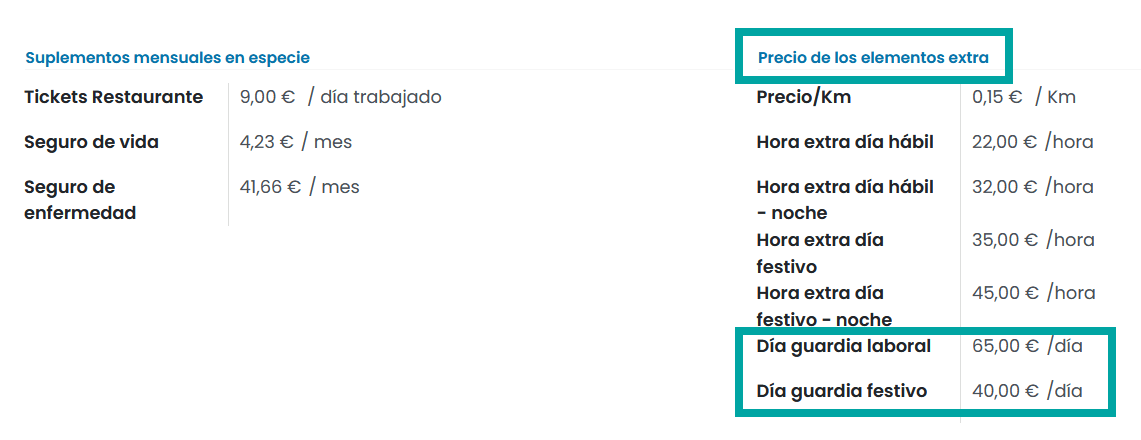 Suplementos mensuales en especie
Tickets Restaurante 9,00 € / día trabajado
Seguro de vida 4,23 € / mes
Seguro de 41,66 € / mes
enfermedad
Precio de los elementos extra
Precio/Km 0,15 € / Km
Hora extra día hábil 22,00 € /hora
Hora extra día hábil 32,00 € /hora
- noche
Hora extra día 35,00 € /hora
festivo
Hora extra día 45,00 € /hora
festivo - noche
Día guardia laboral 65,00 € /día
Día guardia festivo 40,00 € /día